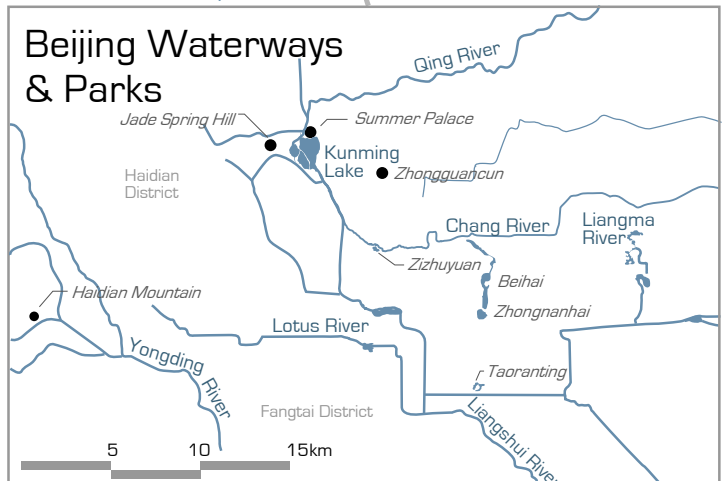 Beijing Waterways
& Parks
Qing River
Jade Spring Hill
Summer Palace
Kunming
Lake
Zhongguancun
Haidian
District
Chang River
Liangma
River
Zizhuyuan
Beihai
Haidian Mountain
Zhongnanhai
Lotus River
Yongding River
Taoranting
Fangtai District
Liangshui River
5
10
15km